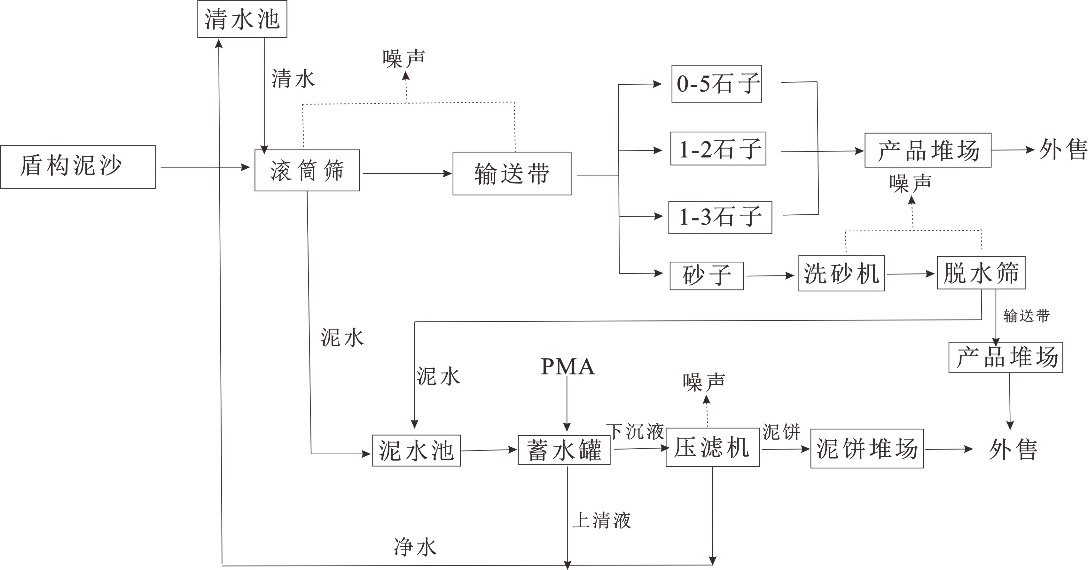 清水池
清水
噪声
盾构泥沙
滚筒筛
输送带
0-5石子
1-2石子
1-3石子
砂子
产品堆场
外售
噪声
洗砂机
脱水筛
输送带
产品堆场
外售
泥水
泥水
PMA
噪声
泥水池
蓄水罐
下沉液
压滤机
泥饼
泥饼堆场
上清液
净水